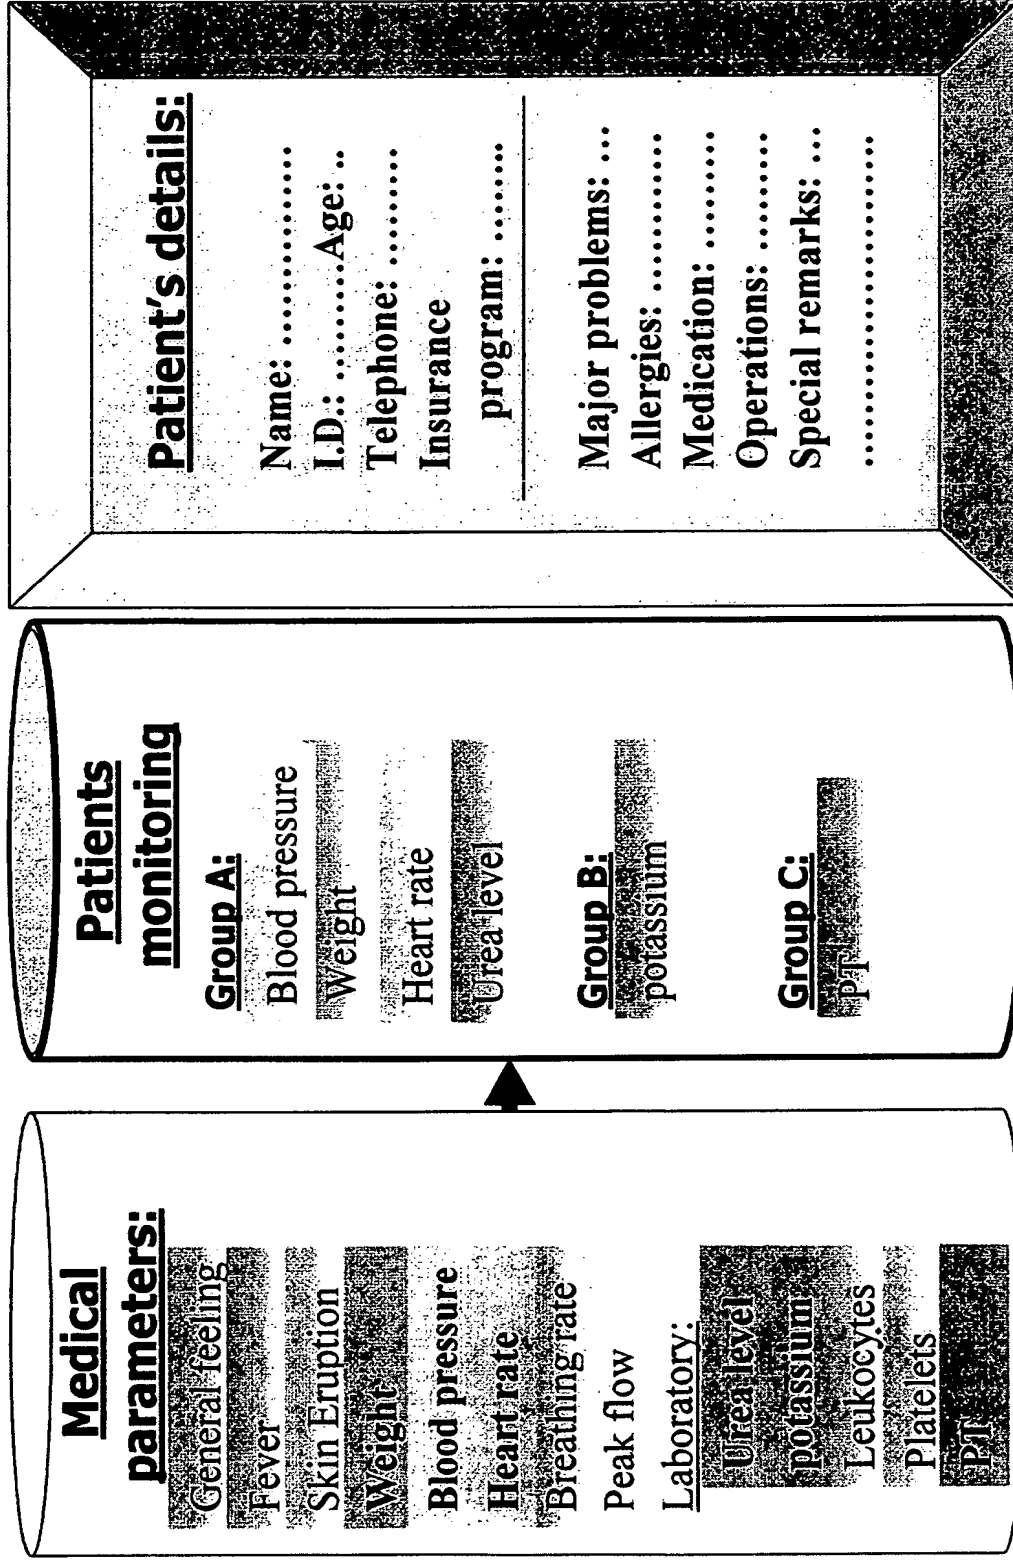 Medical
parameters:
General feeling
Fever
Skin Eruption
Weight
Blood pressure
Heart rate
Breathing rate
Peak flow
Laboratory:
Urea level
potassium
Leukocytes
Platelets
PT
Patients
monitoring
Group A:
Blood pressure
Weight
Heart rate
Urea level
Group B:
potassium
Group C:
PT
Patient's details:
Name: ................
I.D.: ...........Age: ..
Telephone: .........
Insurance
program: .......
Major problems: ...
Allergies: .............
Medication: ........
Operations: .........
Special remarks: ...
..............................